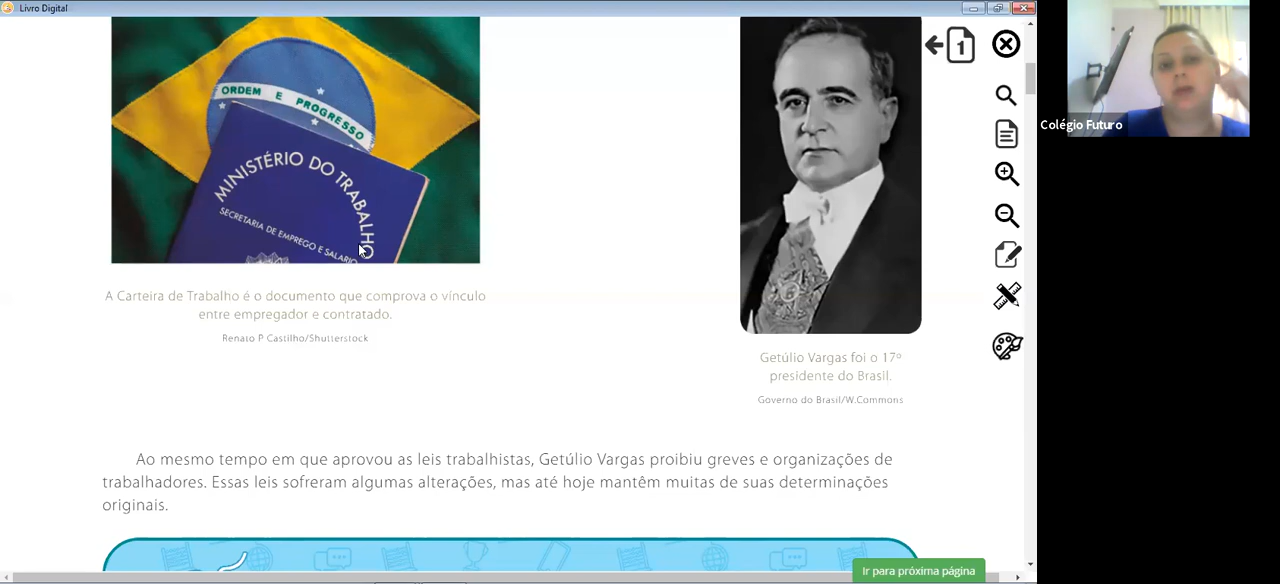 Livro Digital
ORDEM E PROGRESSO
MINISTÉRIO DO TRABALHO
SECRETARIA DE EMPREGO E SALÁRIO
1
Colégio Futuro
A Carteira de Trabalho é o documento que comprova o vínculo
entre empregador e contratado.
Renato P Castilho/Shutterstock
Getúlio Vargas foi o 17º
presidente do Brasil.
Governo do Brasil/W.Commons
Ao mesmo tempo em que aprovou as leis trabalhistas, Getúlio Vargas proibiu greves e organizações de
trabalhadores. Essas leis sofreram algumas alterações, mas até hoje mantêm muitas de suas determinações
originais.
Ir para próxima página